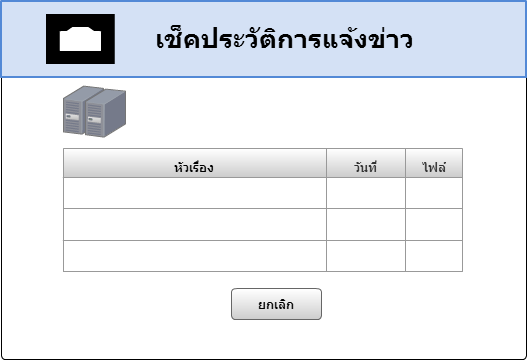 เช็คประวัติการแจ้งข่าว
หัวเรื่อง วันที่ ไฟล์
ยกเลิก